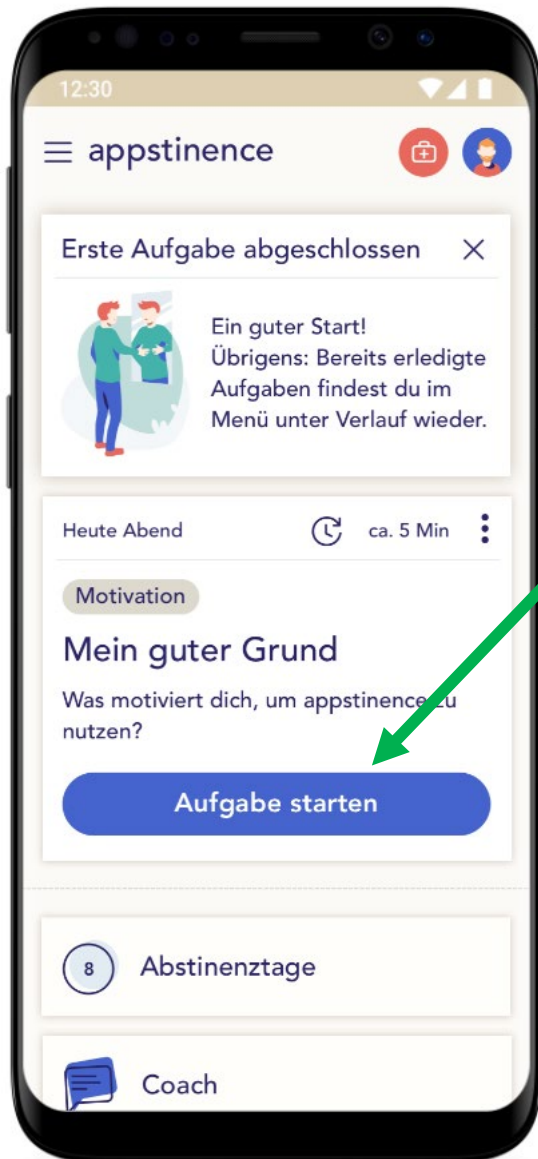 12:30
appstinence
Erste Aufgabe abgeschlossen
Ein guter Start!
Übrigens: Bereits erledigte
Aufgaben findest du im
Menü unter Verlauf wieder.
Heute Abend ca. 5 Min
Motivation
Mein guter Grund
Was motiviert dich, um appstinence zu
nutzen?
Aufgabe starten
8 Abstinenztage
Coach